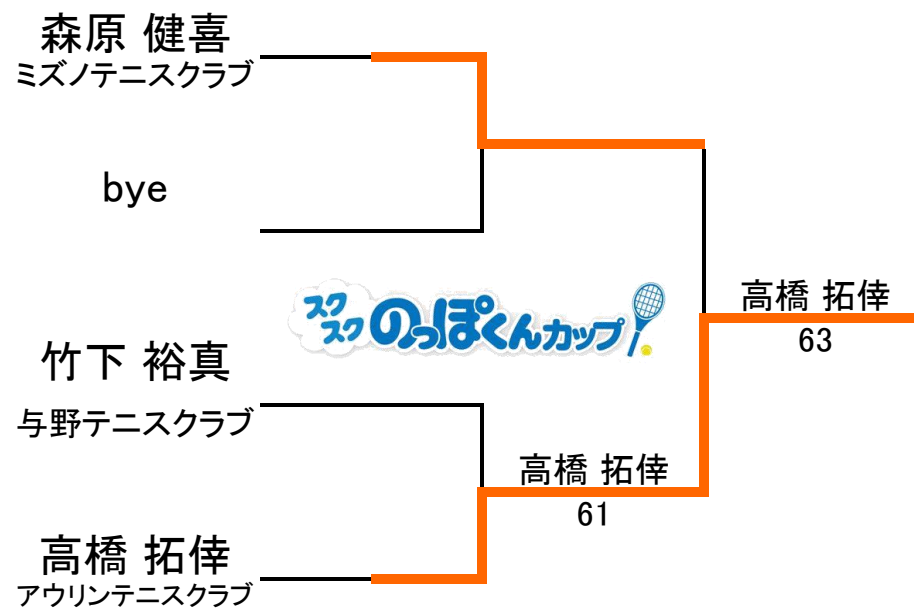 森原 健喜
ミズノテニスクラブ
bye
スク
スク のっぽくんカップ
竹下 裕真
与野テニスクラブ
高橋 拓倖
アウリンテニスクラブ
高橋 拓倖
61
高橋 拓倖
63